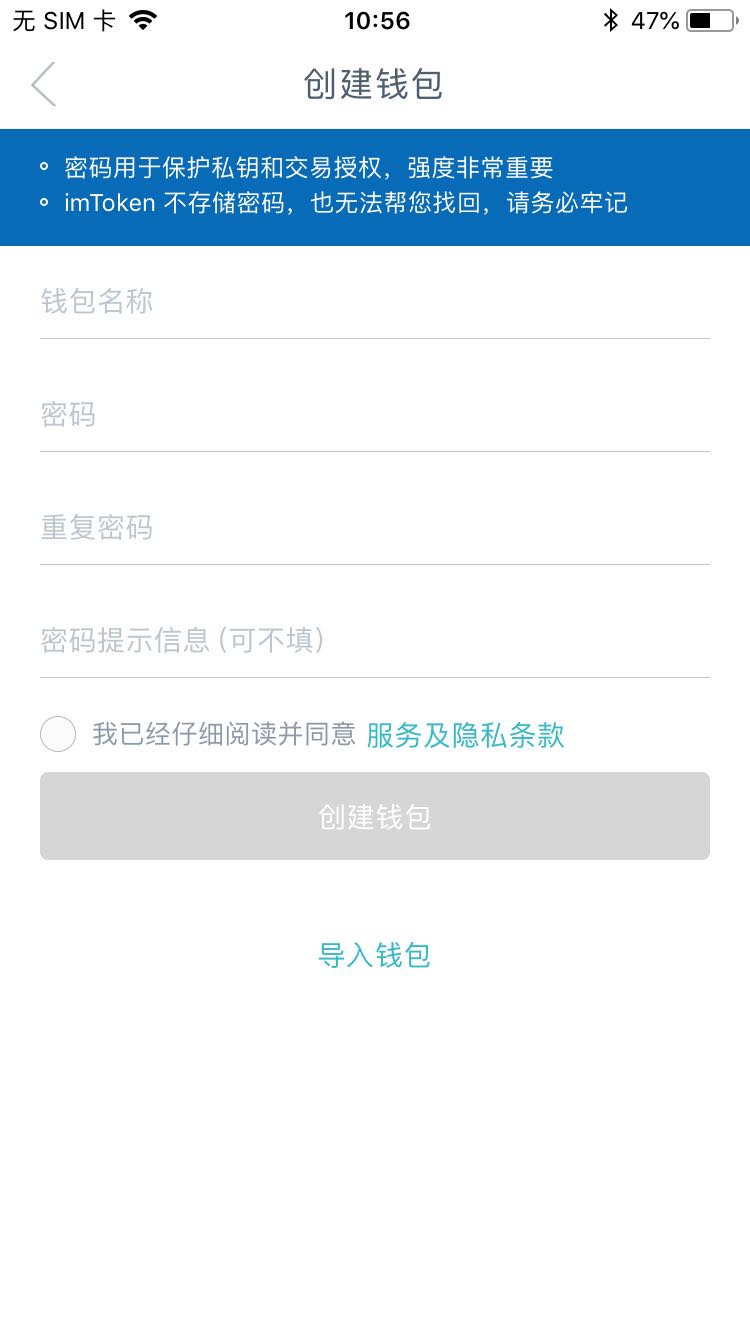 无 SIM 卡 10:56 47%
创建钱包
密码用于保护私钥和交易授权，强度非常重要
imToken 不存储密码，也无法帮您找回，请务必牢记
钱包名称
密码
重复密码
密码提示信息 (可不填)
我已经仔细阅读并同意 服务及隐私条款
创建钱包
导入钱包